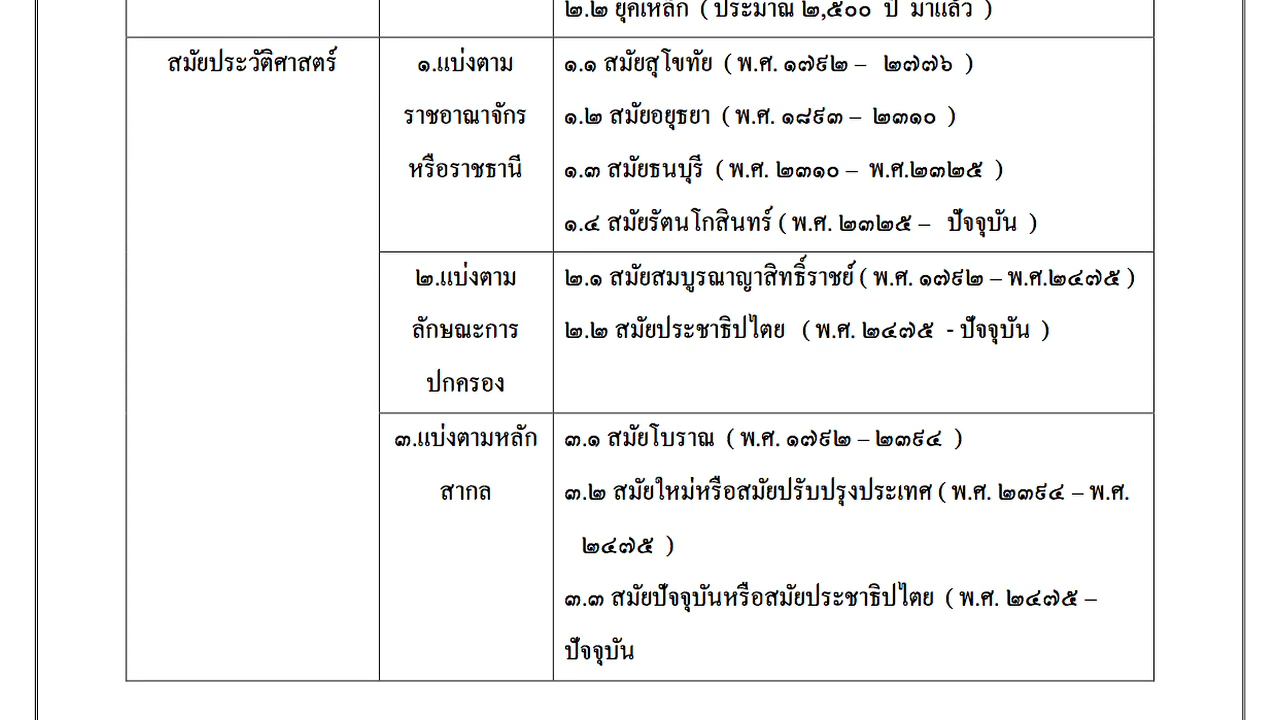 ๒.๒ ยุคเหล็ก ( ประมาณ ๒,๕๐๐ ปี มาแล้ว )
สมัยประวัติศาสตร์
๑.แบ่งตาม
ราชอาณาจักร
หรือราชธานี
๑.๑ สมัยสุโขทัย ( พ.ศ. ๑๗๙๒ – ๒๗๗๖ )
๑.๒ สมัยอยุธยา ( พ.ศ. ๑๘๙๓ – ๒๓๑๐ )
๑.๓ สมัยธนบุรี ( พ.ศ. ๒๓๑๐ – พ.ศ.๒๓๒๕ )
๑.๔ สมัยรัตนโกสินทร์ ( พ.ศ. ๒๓๒๕ – ปัจจุบัน )
๒.แบ่งตาม
ลักษณะการ
ปกครอง
๒.๑ สมัยสมบูรณาญาสิทธิ์ราชย์ ( พ.ศ. ๑๗๙๒ – พ.ศ.๒๔๗๕ )
๒.๒ สมัยประชาธิปไตย ( พ.ศ. ๒๔๗๕ - ปัจจุบัน )
๓.แบ่งตามหลัก
สากล
๓.๑ สมัยโบราณ ( พ.ศ. ๑๗๙๒ – ๒๓๙๔ )
๓.๒ สมัยใหม่หรือสมัยปรับปรุงประเทศ ( พ.ศ. ๒๓๙๔ – พ.ศ.
๒๔๗๕ )
๓.๓ สมัยปัจจุบันหรือสมัยประชาธิปไตย ( พ.ศ. ๒๔๗๕ –
ปัจจุบัน